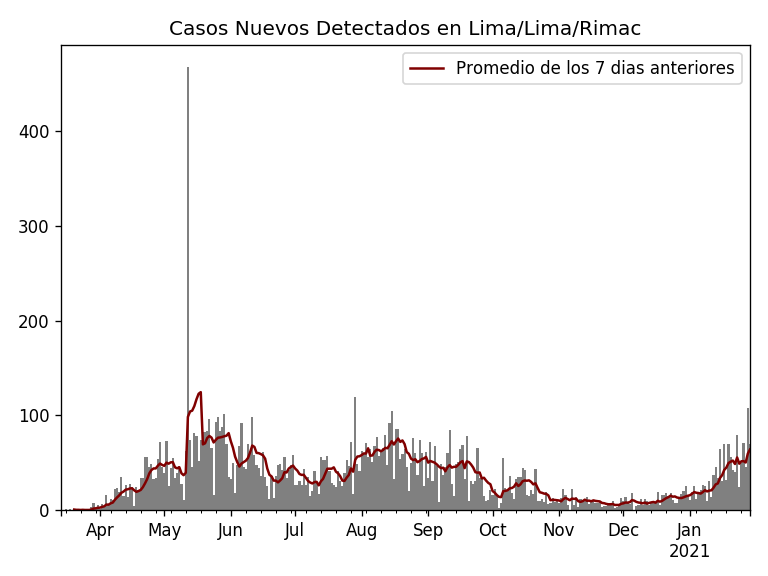 Casos Nuevos Detectados en Lima/Lima/Rimac
Promedio de los 7 dias anteriores
400
300
200
100
0
Apr May Jun Jul Aug Sep Oct Nov Dec Jan
2021